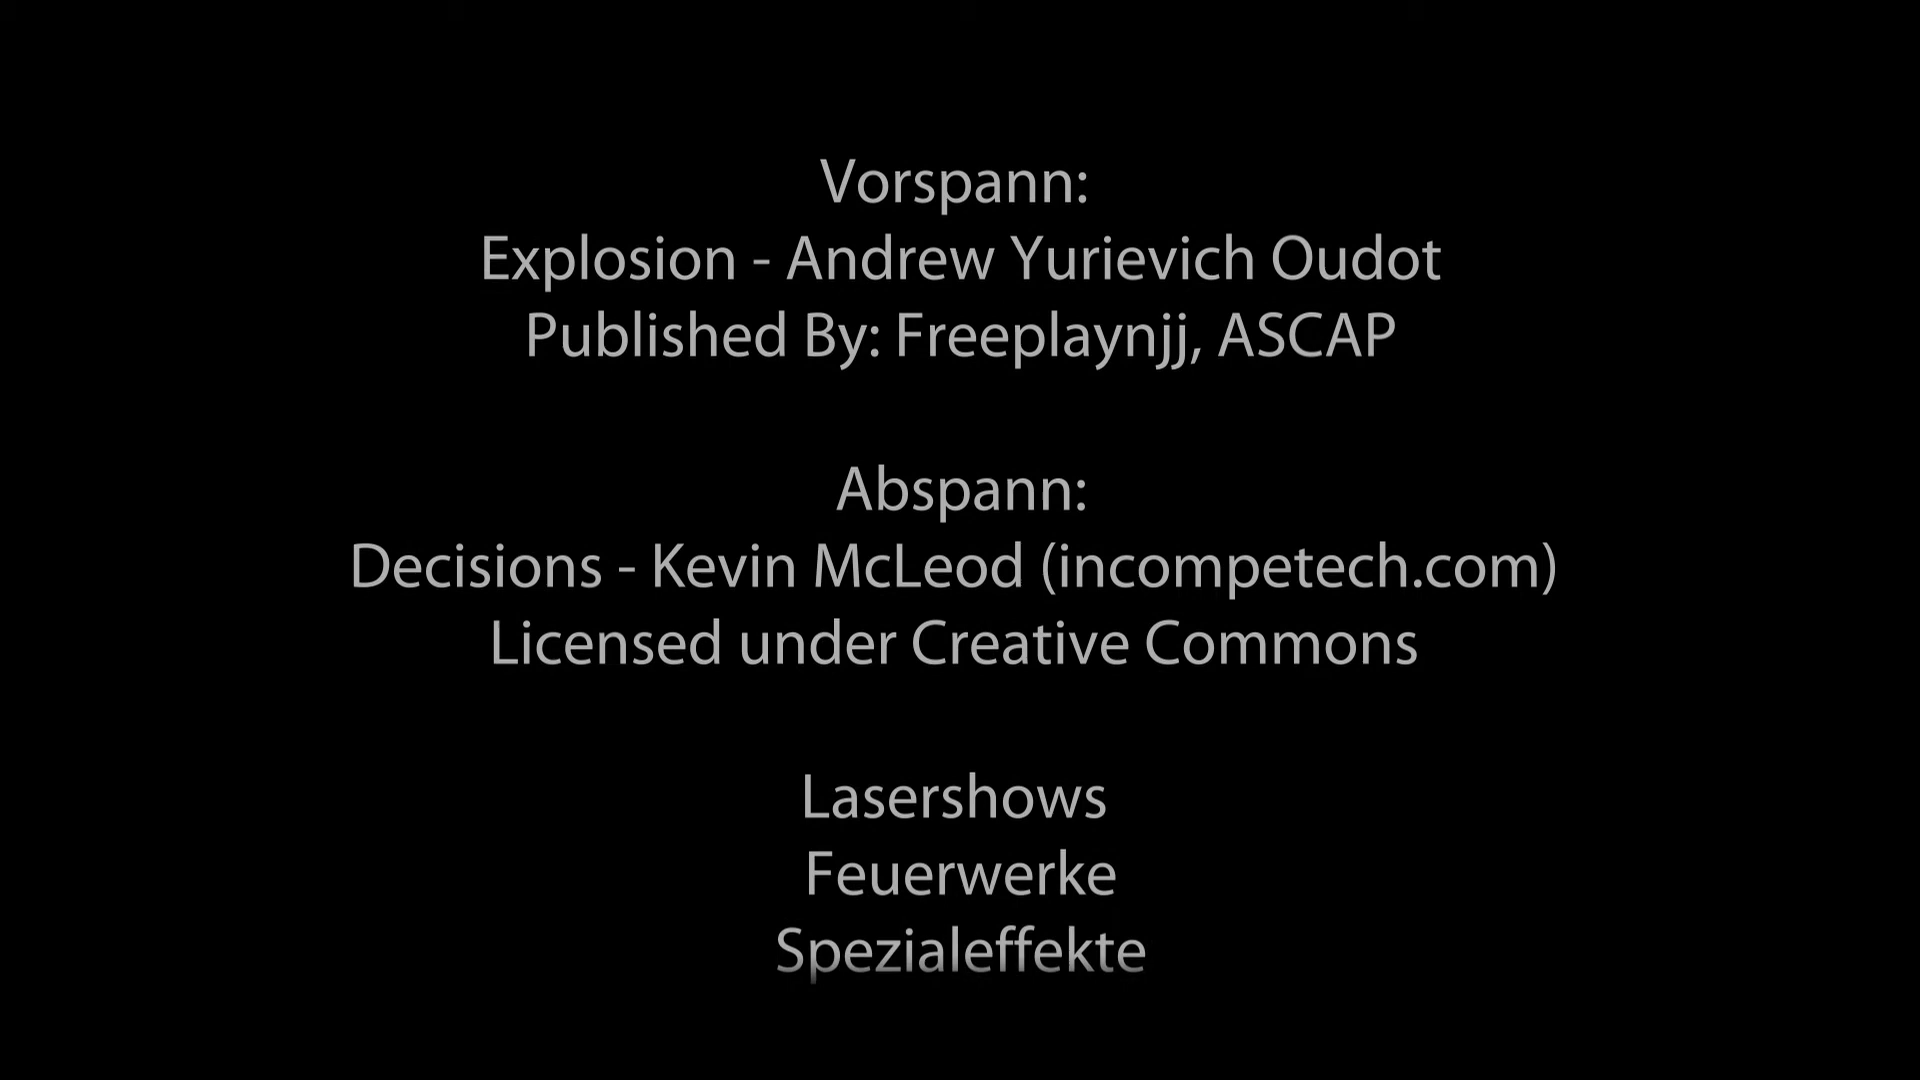 Vorspann:
Explosion - Andrew Yurievich Oudot
Published By: Freeplaynjj, ASCAP
Abspann:
Decisions - Kevin McLeod (incompetech.com)
Licensed under Creative Commons
Lasershows
Feuerwerke
Spezialeffekte